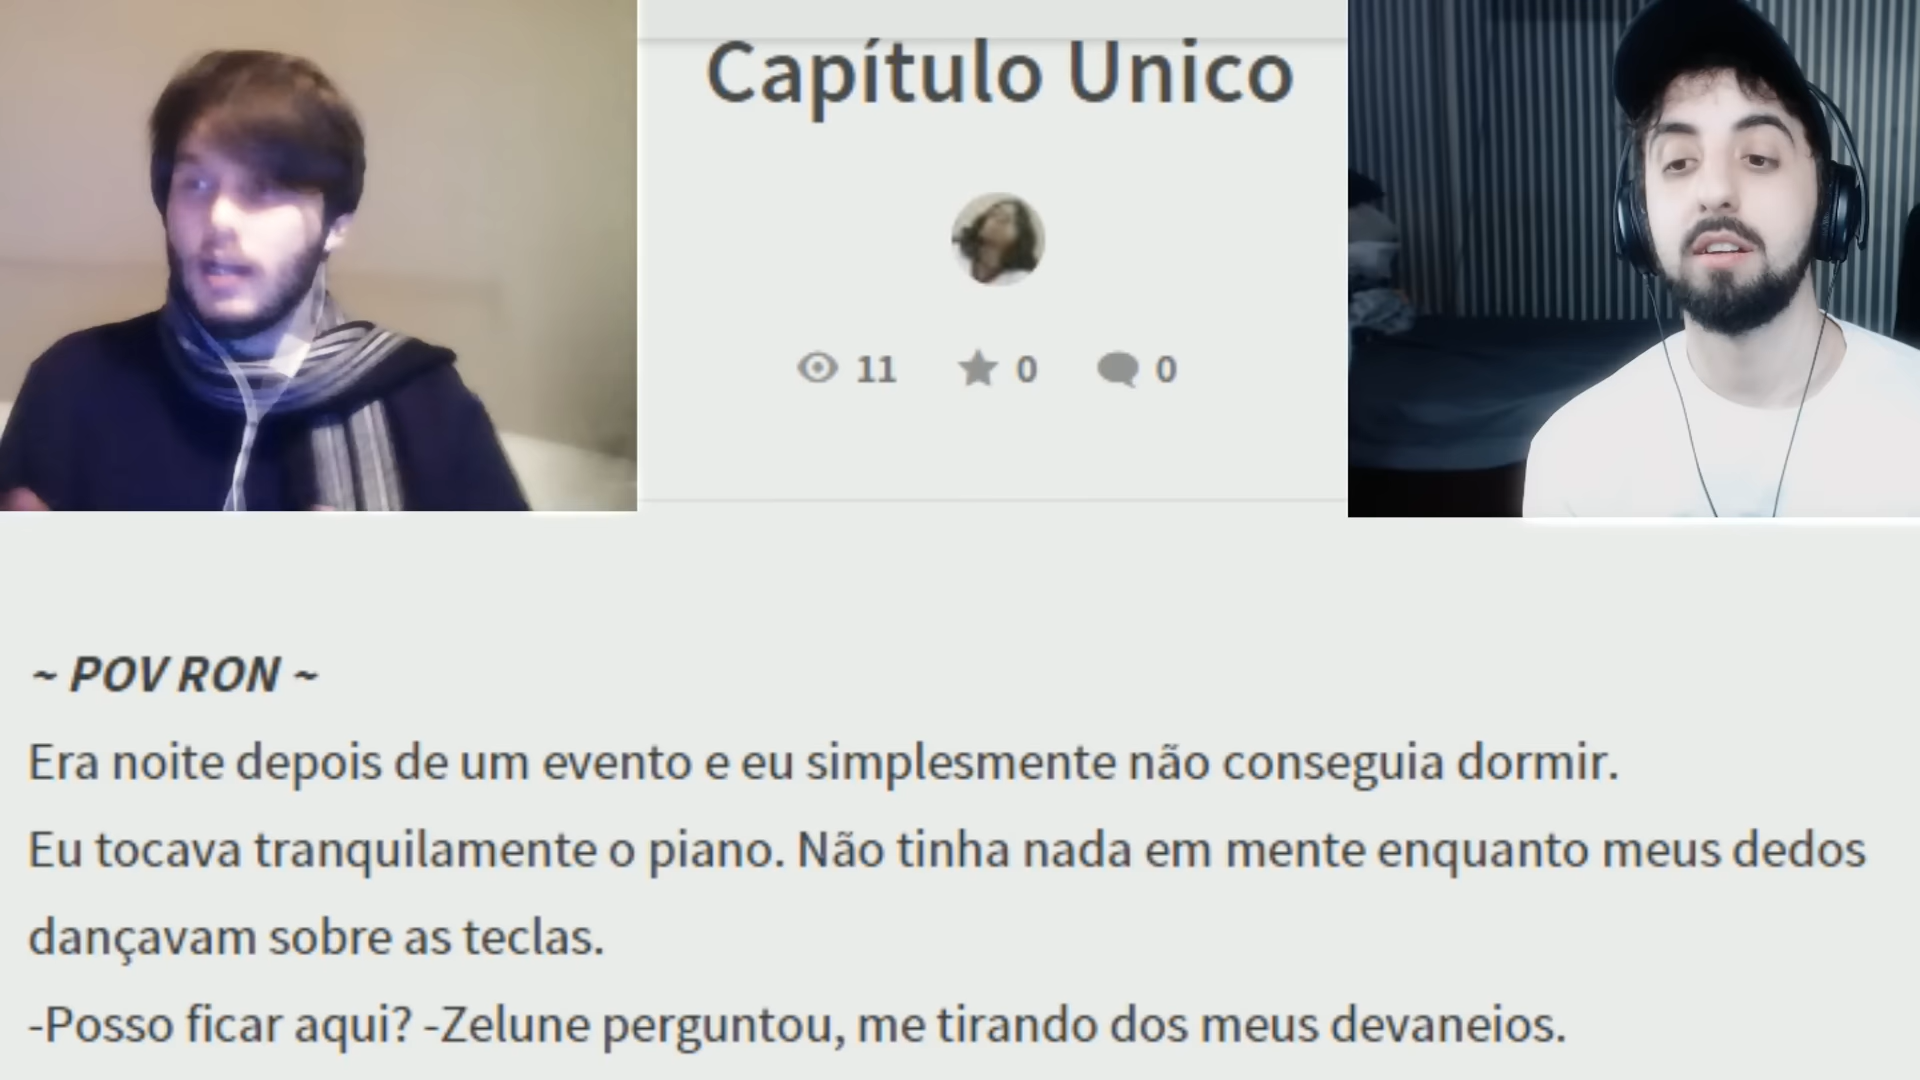 Capítulo Unico
11 0 0
~ POV RON ~
Era noite depois de um evento e eu simplesmente não conseguia dormir.
Eu tocava tranquilamente o piano. Não tinha nada em mente enquanto meus dedos
dançavam sobre as teclas.
-Posso ficar aqui? -Zelune perguntou, me tirando dos meus devaneios.